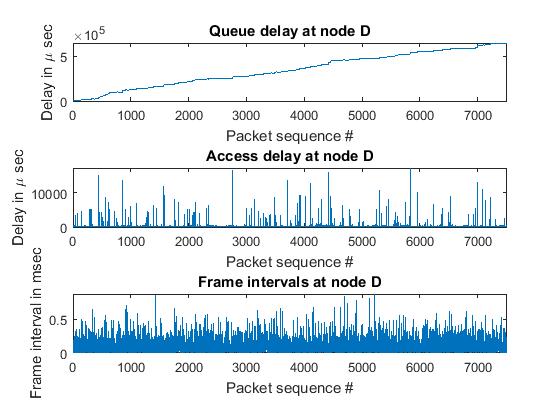 Queue delay at node D
×10^5
Delay in μ sec
5
0
0 1000 2000 3000 4000 5000 6000 7000
Packet sequence #
Access delay at node D
Delay in μ sec
10000
0
0 1000 2000 3000 4000 5000 6000 7000
Packet sequence #
Frame intervals at node D
Frame interval in msec
0.5
0
0 1000 2000 3000 4000 5000 6000 7000
Packet sequence #